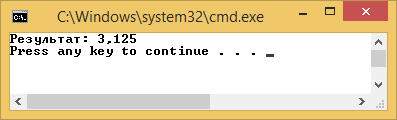 C:\Windows\system32\cmd.exe
Результат: 3,125
Press any key to continue . . .